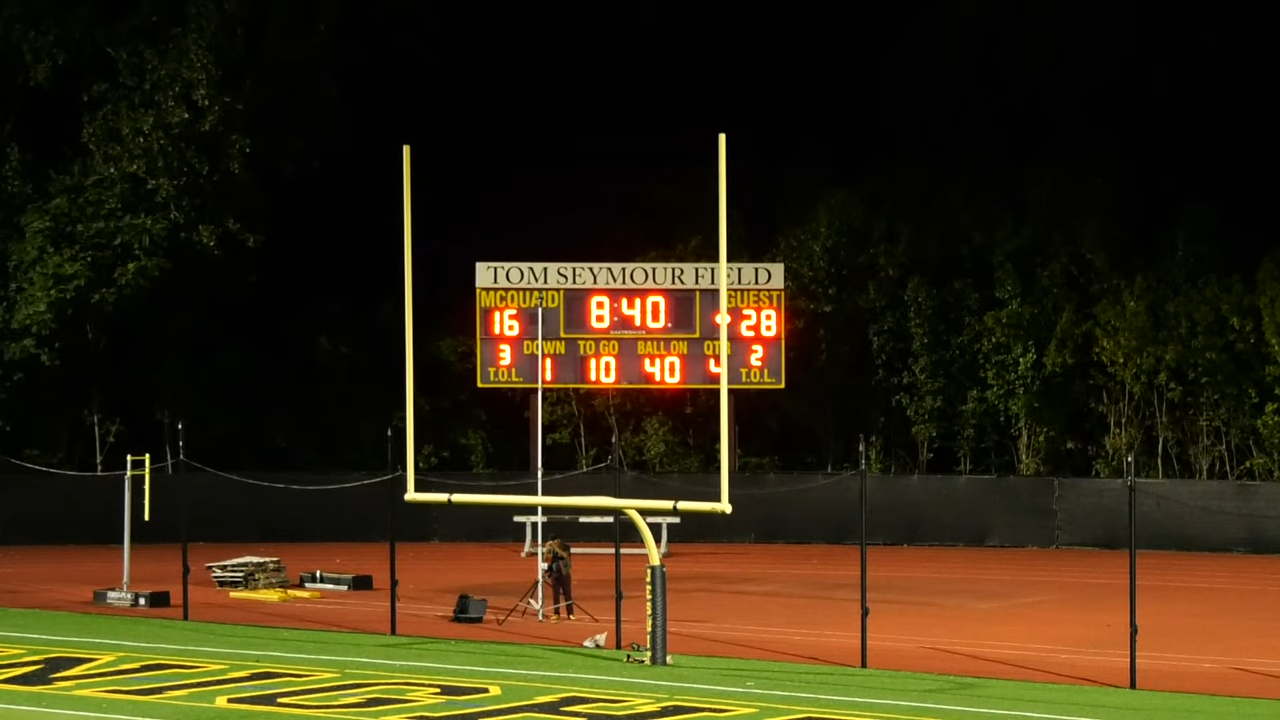 TOM SEYMOUR FIELD
MCQUAID 8:40 GUEST
16 28
3 DOWN TO GO BALL ON QTR 2
T.O.L. 1 10 40 4 T.O.L.